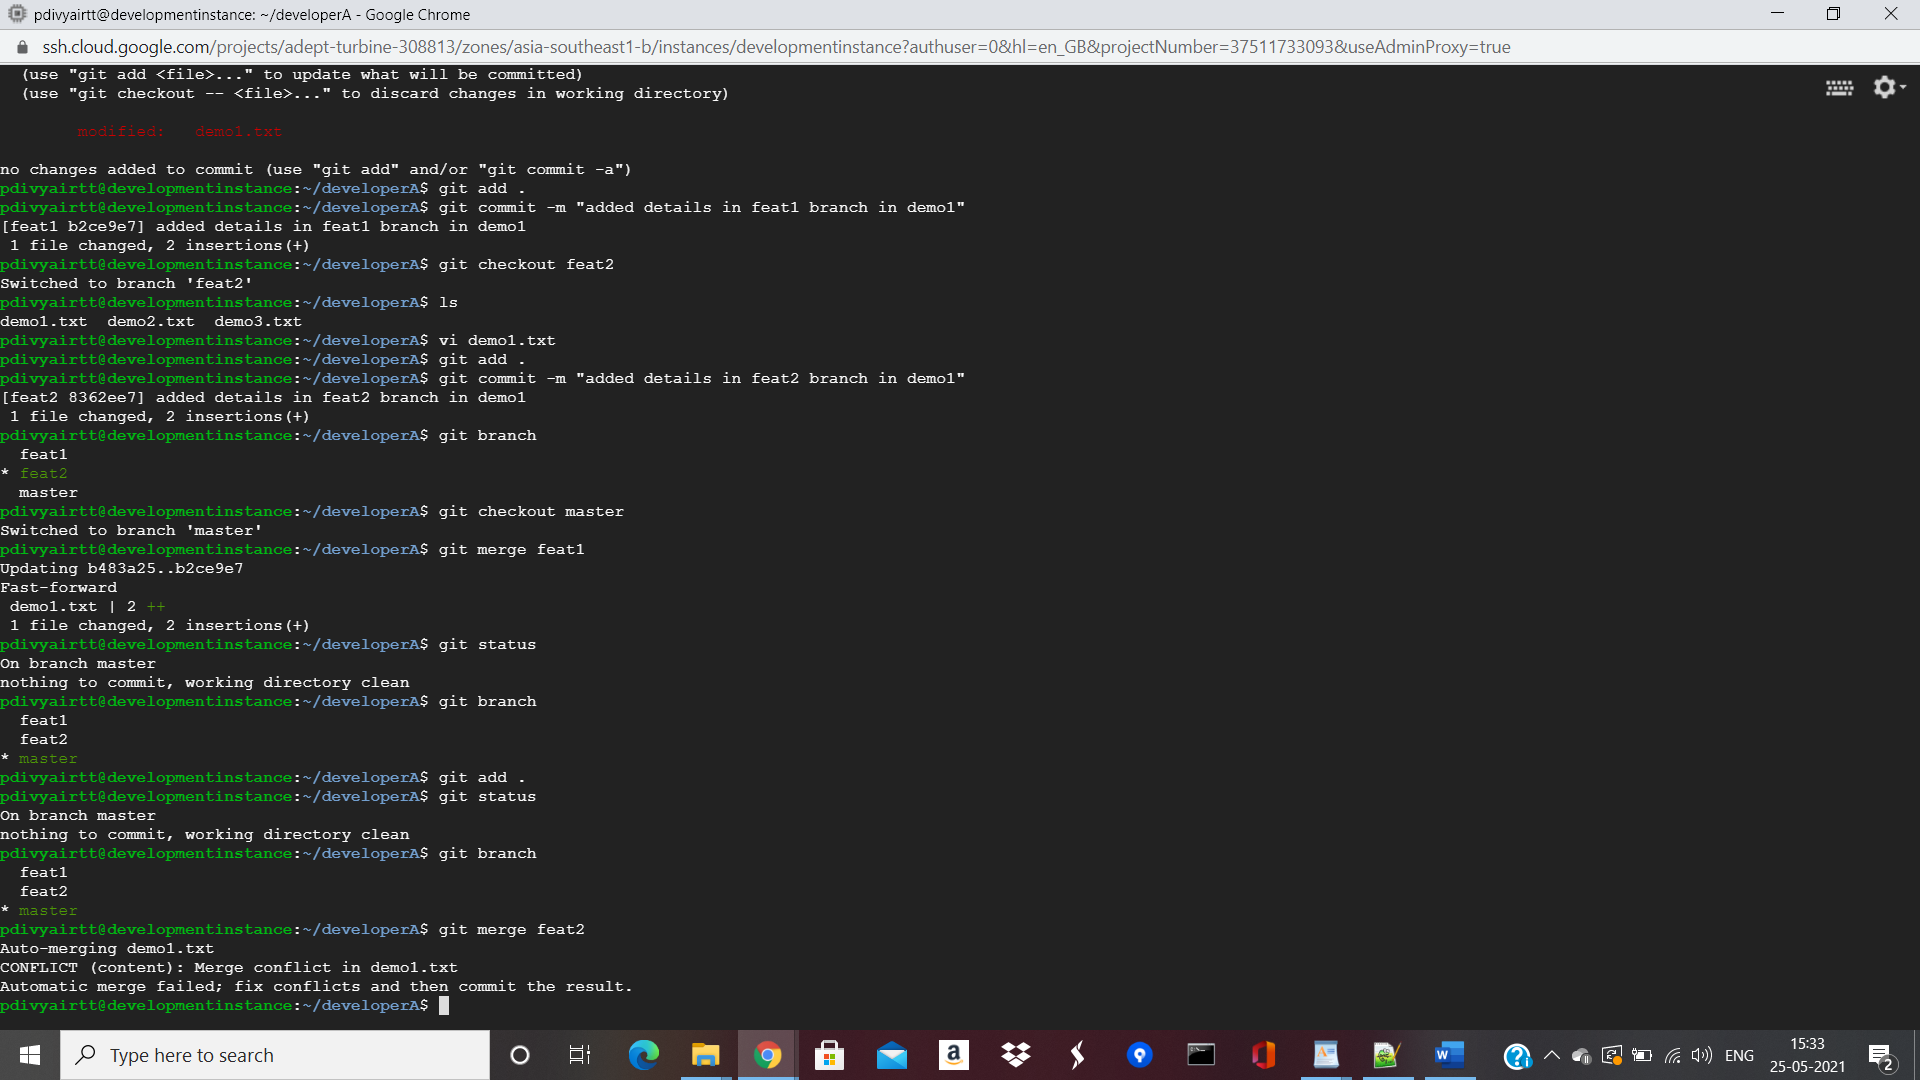 pdivyairtt@developmentinstance: ~/developerA - Google Chrome
ssh.cloud.google.com/projects/adept-turbine-308813/zones/asia-southeast1-b/instances/developmentinstance?authuser=0&hl=en_GB&projectNumber=37511733093&useAdminProxy=true
(use "git add <file>..." to update what will be committed)
(use "git checkout -- <file>..." to discard changes in working directory)
modified: demo1.txt
no changes added to commit (use "git add" and/or "git commit -a")
pdivyairtt@developmentinstance:~/developerA$ git add .
pdivyairtt@developmentinstance:~/developerA$ git commit -m "added details in feat1 branch in demo1"
[feat1 b2ce9e7] added details in feat1 branch in demo1
1 file changed, 2 insertions(+)
pdivyairtt@developmentinstance:~/developerA$ git checkout feat2
Switched to branch 'feat2'
pdivyairtt@developmentinstance:~/developerA$ ls
demo1.txt demo2.txt demo3.txt
pdivyairtt@developmentinstance:~/developerA$ vi demo1.txt
pdivyairtt@developmentinstance:~/developerA$ git add .
pdivyairtt@developmentinstance:~/developerA$ git commit -m "added details in feat2 branch in demo1"
[feat2 8362ee7] added details in feat2 branch in demo1
1 file changed, 2 insertions(+)
pdivyairtt@developmentinstance:~/developerA$ git branch
feat1
* feat2
master
pdivyairtt@developmentinstance:~/developerA$ git checkout master
Switched to branch 'master'
pdivyairtt@developmentinstance:~/developerA$ git merge feat1
Updating b483a25..b2ce9e7
Fast-forward
demo1.txt | 2 ++
1 file changed, 2 insertions(+)
pdivyairtt@developmentinstance:~/developerA$ git status
On branch master
nothing to commit, working directory clean
pdivyairtt@developmentinstance:~/developerA$ git branch
feat1
feat2
* master
pdivyairtt@developmentinstance:~/developerA$ git add .
pdivyairtt@developmentinstance:~/developerA$ git status
On branch master
nothing to commit, working directory clean
pdivyairtt@developmentinstance:~/developerA$ git branch
feat1
feat2
* master
pdivyairtt@developmentinstance:~/developerA$ git merge feat2
Auto-merging demo1.txt
CONFLICT (content): Merge conflict in demo1.txt
Automatic merge failed; fix conflicts and then commit the result.
pdivyairtt@developmentinstance:~/developerA$
Type here to search
ENG
15:33
25-05-2021
2